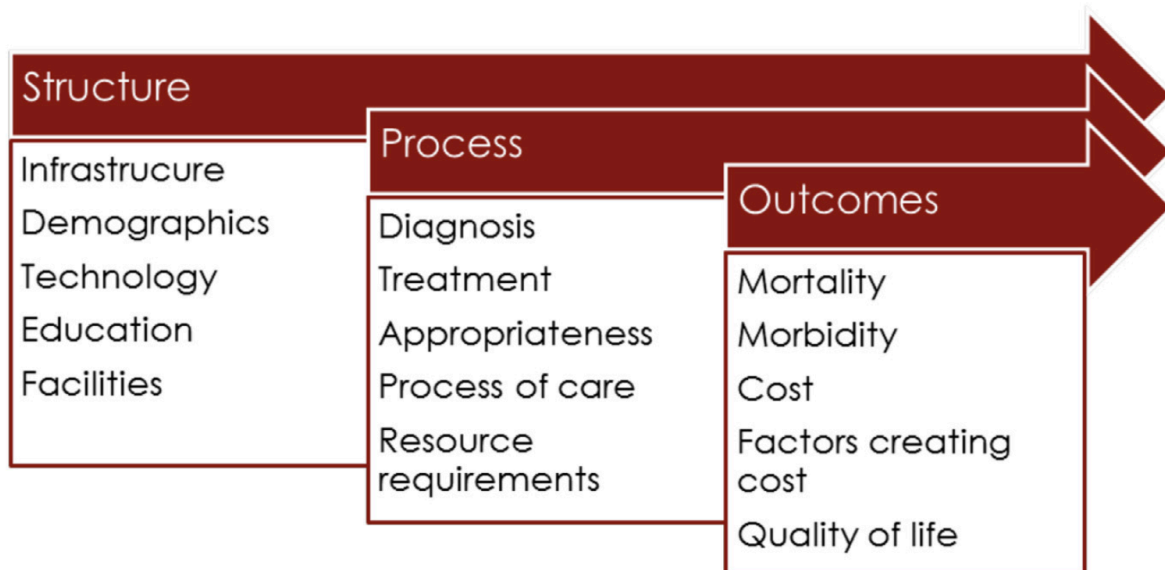 Structure
Infrastrucure
Demographics
Technology
Education
Facilities
Process
Diagnosis
Treatment
Appropriateness
Process of care
Resource
requirements
Outcomes
Mortality
Morbidity
Cost
Factors creating
cost
Quality of life